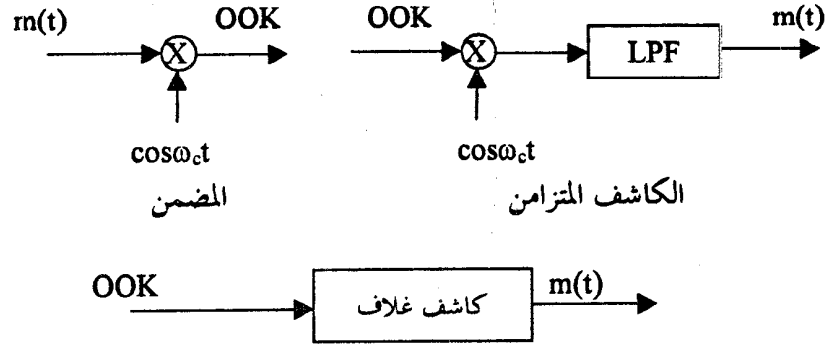 m(t) OOK OOK m(t)
X X LPF
cosω꜀t cosω꜀t
المضمن الكاشف المتزامن
OOK كاشف غلاف m(t)